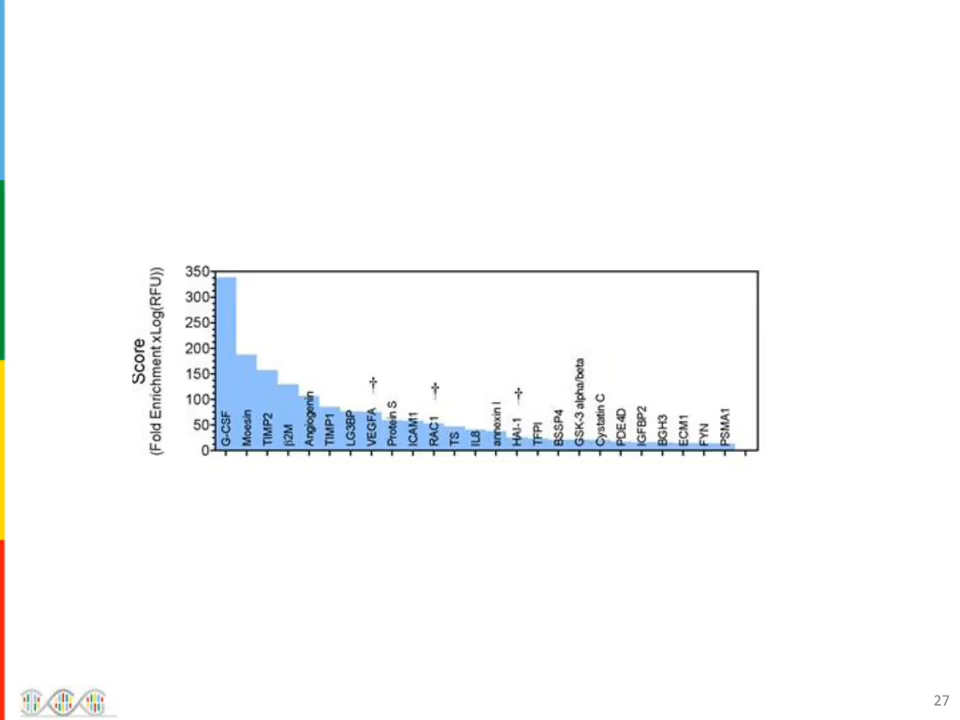 Score
(Fold Enrichment xLog(RFU))
350
300
250
200
150
100
50
0
G-CSF
Moesin
TIMP2
β2M
Angiogenin
TIMP1
LG3BP
VEGFA †
Protein S
ICAM1
RAC1 †
TS
IL8
annexin I
HAI-1 †
TFPI
BSSP4
GSK-3 alpha/beta
Cystatin C
PDE4D
IGFBP2
BGH3
ECM1
FYN
PSMA1
27